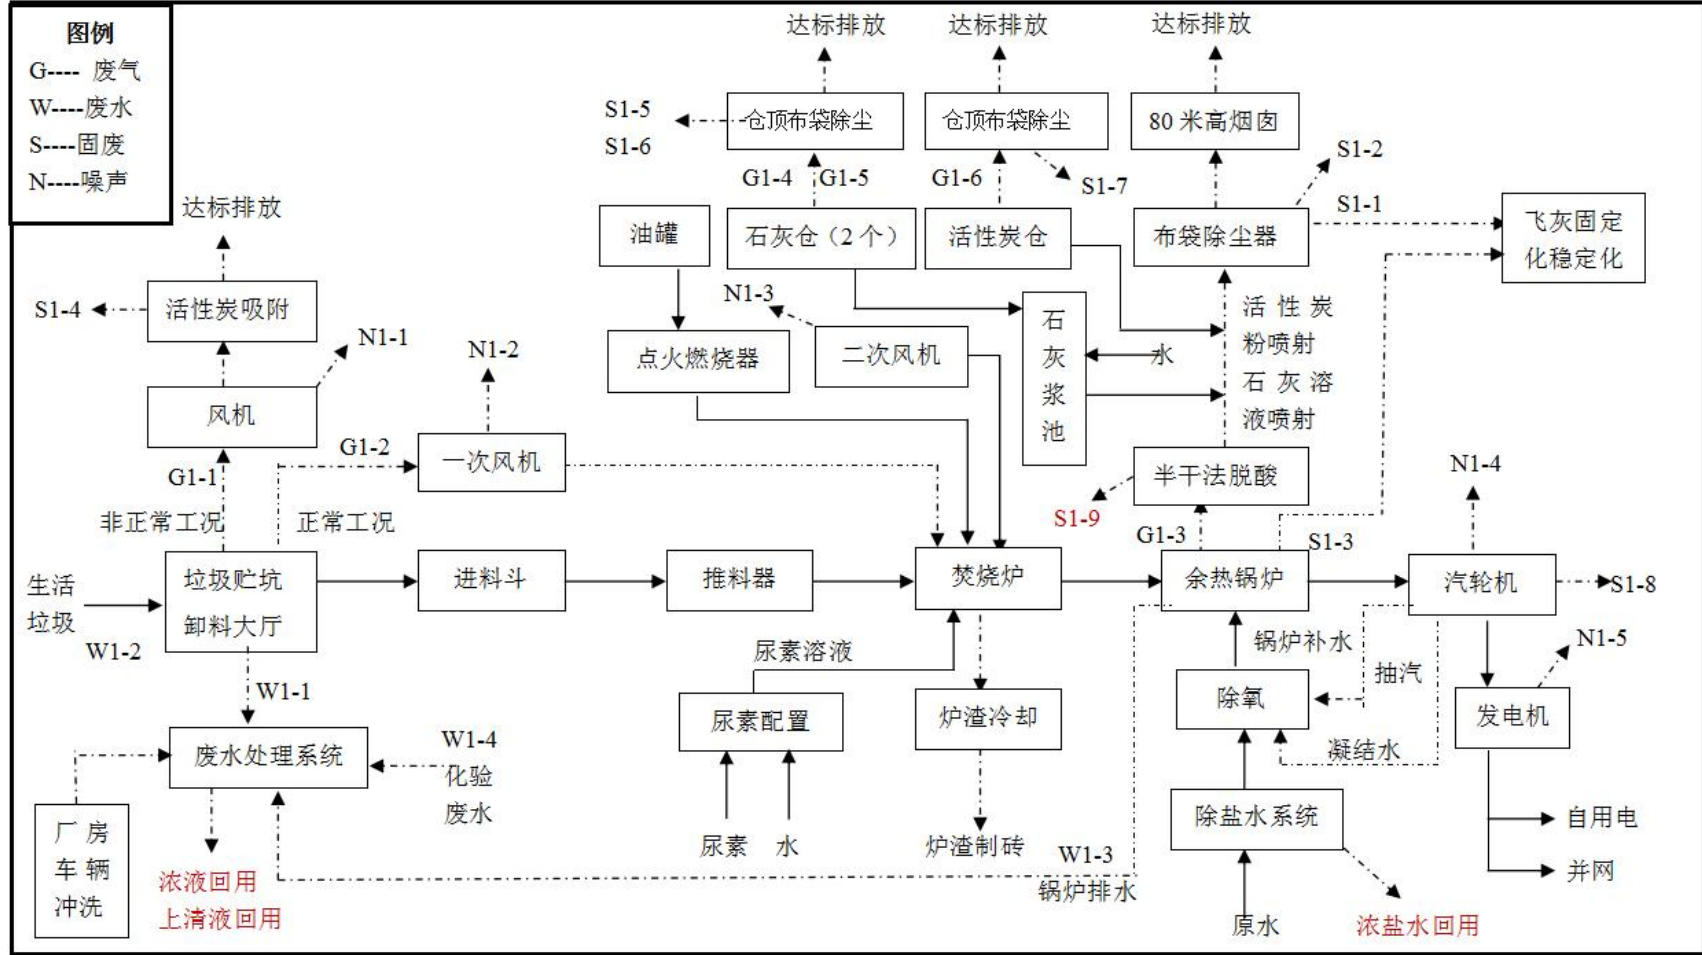 图例
G---- 废气
W----废水
S----固废
N----噪声
达标排放
达标排放
达标排放
仓顶布袋除尘
仓顶布袋除尘
80 米高烟囱
S1-5
S1-6
G1-4
G1-5
G1-6
S1-7
S1-2
S1-1
达标排放
油罐
石灰仓（2 个）
活性炭仓
布袋除尘器
飞灰固定
化稳定化
S1-4
活性炭吸附
N1-3
石
灰
浆
池
活 性 炭
粉喷射
石 灰 溶
液喷射
水
N1-1
N1-2
点火燃烧器
二次风机
风机
G1-1
G1-2
一次风机
半干法脱酸
N1-4
S1-9
非正常工况
正常工况
G1-3
S1-3
生活
垃圾
垃圾贮坑
卸料大厅
进料斗
推料器
焚烧炉
余热锅炉
汽轮机
S1-8
W1-2
尿素溶液
锅炉补水
N1-5
抽汽
W1-1
尿素配置
炉渣冷却
除氧
发电机
废水处理系统
W1-4
化验
废水
凝结水
厂 房
车 辆
冲洗
除盐水系统
自用电
尿素
水
炉渣制砖
W1-3
锅炉排水
并网
浓液回用
上清液回用
原水
浓盐水回用